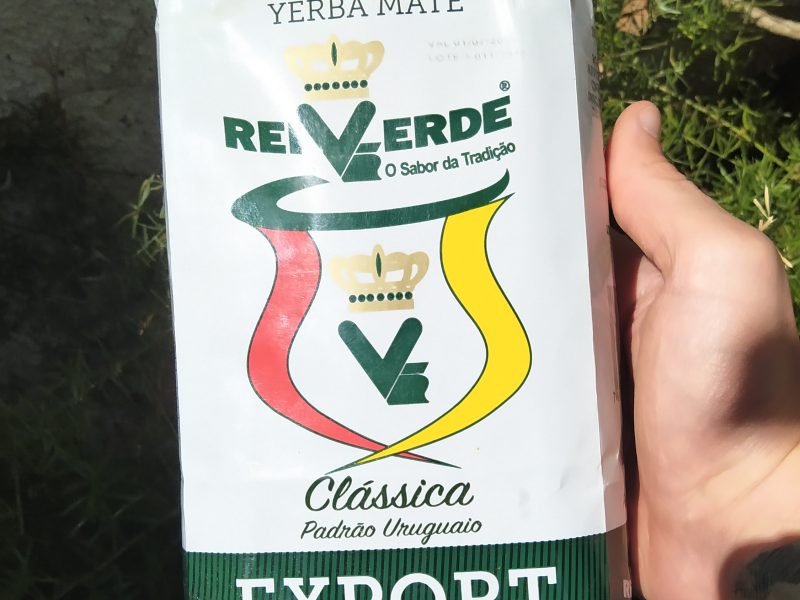 YERBA MATE
REI VERDE®
O Sabor da Tradição
Clássica
Padrão Uruguaio
EXPORT